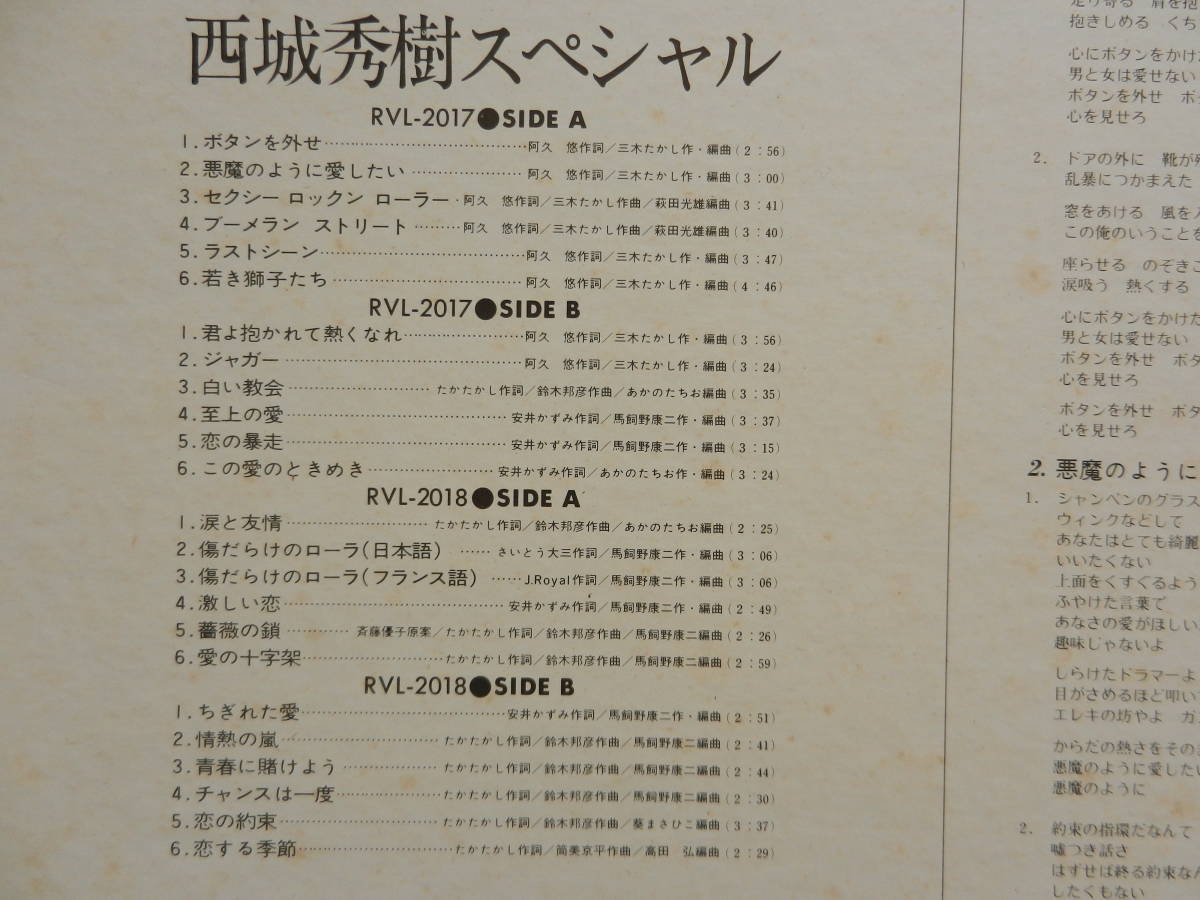 西城秀樹スペシャル
RVL-2017●SIDE A
1.ボタンを外せ……………………………阿久 悠作詞/三木たかし作・編曲(2:56)
2.悪魔のように愛したい …………………阿久 悠作詞/三木たかし作・編曲(3:00)
3.セクシー ロックン ローラー・阿久 悠作詞/三木たかし作曲/萩田光雄編曲(3:41)
4.ブーメラン ストリート………阿久 悠作詞/三木たかし作曲/萩田光雄編曲(3:40)
5.ラストシーン……………………………阿久 悠作詞/三木たかし作・編曲(3:47)
6.若き獅子たち……………………………阿久 悠作詞/三木たかし作・編曲(4:46)
RVL-2017●SIDE B
1.君よ抱かれて熱くなれ…………………阿久 悠作詞/三木たかし作・編曲(3:56)
2.ジャガー…………………………………阿久 悠作詞/三木たかし作・編曲(3:24)
3.白い教会……………………たかたかし作詞/鈴木邦彦作曲/あかのたちお編曲(3:35)
4.至上の愛…………………………………安井かずみ作詞/馬飼野康二作・編曲(3:37)
5.恋の暴走…………………………………安井かずみ作詞/馬飼野康二作・編曲(3:15)
6.この愛のときめき…………………安井かずみ作詞/あかのたちお作・編曲(3:24)
RVL-2018●SIDE A
1.涙と友情……………………たかたかし作詞/鈴木邦彦作曲/あかのたちお編曲(2:25)
2.傷だらけのローラ(日本語) ……さいとう大三作詞/馬飼野康二作・編曲(3:06)
3.傷だらけのローラ(フランス語) ……J.Royal作詞/馬飼野康二作・編曲(3:06)
4.激しい恋…………………………………安井かずみ作詞/馬飼野康二作・編曲(2:49)
5.薔薇の鎖…………斉藤優子原案/たかたかし作詞/鈴木邦彦作曲/馬飼野康二編曲(2:26)
6.愛の十字架……………………たかたかし作詞/鈴木邦彦作曲/馬飼野康二編曲(2:59)
RVL-2018●SIDE B
1.ちぎれた愛………………………………安井かずみ作詞/馬飼野康二作・編曲(2:51)
2.情熱の嵐………………………たかたかし作詞/鈴木邦彦作曲/馬飼野康二編曲(2:41)
3.青春に賭けよう………………たかたかし作詞/鈴木邦彦作曲/馬飼野康二編曲(2:44)
4.チャンスは一度………………たかたかし作詞/鈴木邦彦作曲/馬飼野康二編曲(2:30)
5.恋の約束………………………たかたかし作詞/鈴木邦彦作曲/葵まさひこ編曲(3:37)
6.恋する季節……………………たかたかし作詞/筒美京平作曲/高田 弘編曲(2:29)
走り寄る 肩を抱
抱きしめる くち
心にボタンをかけ
男と女は愛せない
ボタンを外せ ボ
心を見せろ
2. ドアの外に 靴が
乱暴につかまえた
窓をあける 風を
この俺のいうことを
座らせる のぞきこ
涙吸う 熱くする
心にボタンをかけた
男と女は愛せない
ボタンを外せ ボタ
心を見せろ
ボタンを外せ ボタ
心を見せろ
2. 悪魔のように
1. シャンペンのグラス
ウィンクなどして
あなたはとても綺麗
いいたくない
上面をくすぐるよう
ふやけた言葉で
あなさの愛がほしい
趣味じゃないよ
しらけたドラマーよ
目がさめるほど叩い
エレキの坊やよ ガ
からだの熱さをその
悪魔のように愛したい
悪魔のように
2. 約束の指環だなんて
嘘つき話さ
はずせば終る約束なん
したくもない